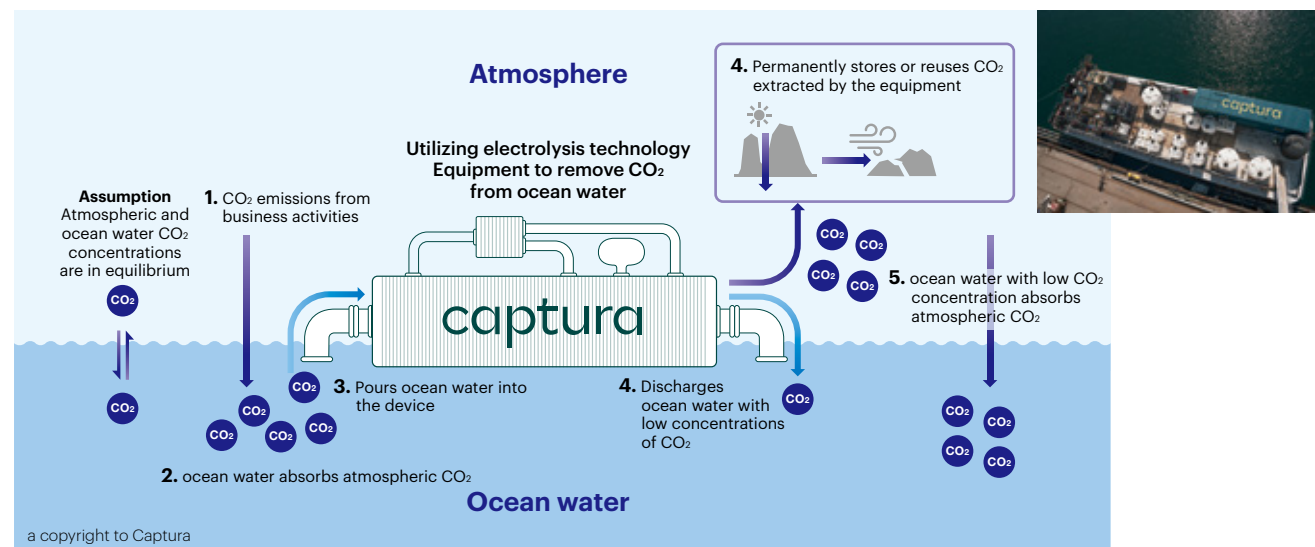 Atmosphere
4. Permanently stores or reuses CO₂
extracted by the equipment
captura
Utilizing electrolysis technology
Equipment to remove CO₂
from ocean water
Assumption
Atmospheric and
ocean water CO₂
concentrations
are in equilibrium
CO₂
CO₂
1. CO₂ emissions from
business activities
2. ocean water absorbs atmospheric CO₂
CO₂
CO₂
CO₂
CO₂
CO₂
3. Pours ocean water into
the device
captura
4. Discharges
ocean water with
low concentrations
of CO₂
CO₂
CO₂
CO₂
CO₂
CO₂
5. ocean water with low CO₂
concentration absorbs
atmospheric CO₂
CO₂
CO₂
CO₂
CO₂
Ocean water
a copyright to Captura